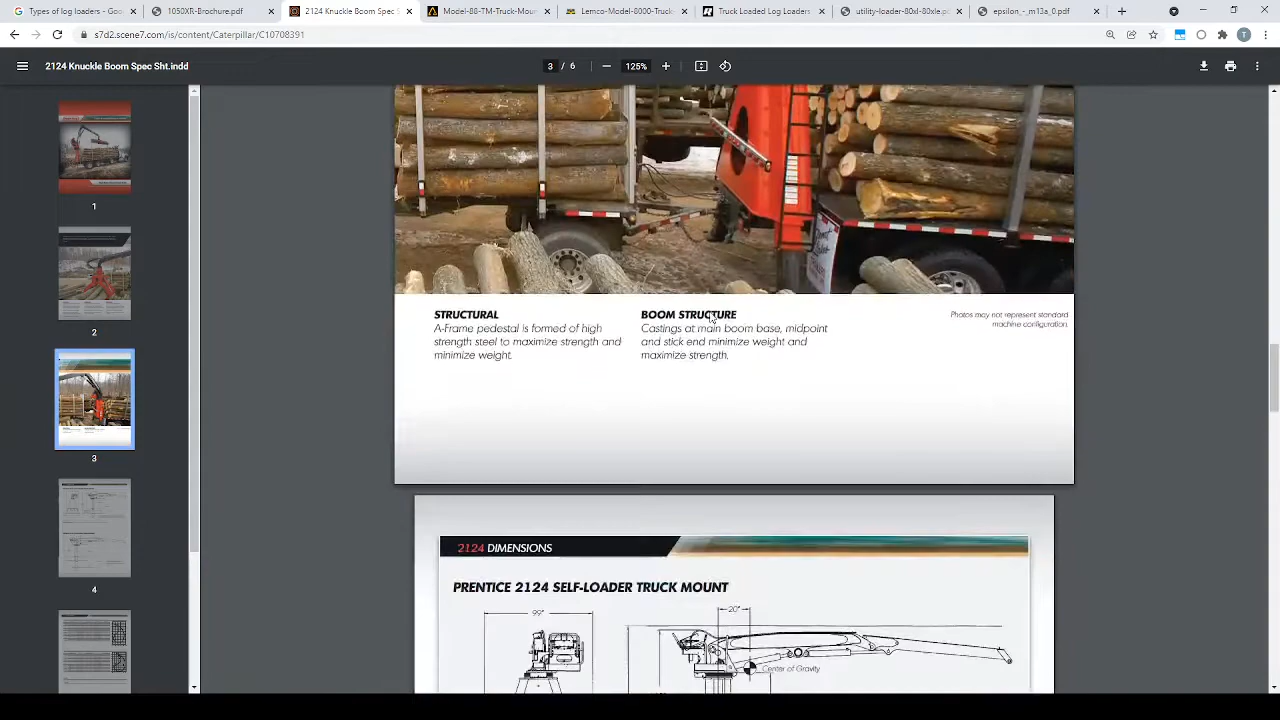 Types of loaders - Goo
1050XR-Brochure.pdf
2124 Knuckle Boom Spec S
Model-88-TM-Truck-Mou
Lemco-Model-8000-Truck-
Truck Loaded Log Loaders
utility-loader-80xl-80xle.p
epsilon_-_m13a_0.pdf
s7d2.scene7.com/is/content/Caterpillar/C10708391
T
2124 Knuckle Boom Spec Sht.indd
3 / 6
125%
1
2
3
4
STRUCTURAL
A-Frame pedestal is formed of high
strength steel to maximize strength and
minimize weight.
BOOM STRUCTURE
Castings at main boom base, midpoint
and stick end minimize weight and
maximize strength.
Photos may not represent standard
machine configuration.
2124 DIMENSIONS
PRENTICE 2124 SELF-LOADER TRUCK MOUNT
99"
20"
Center of Gravity